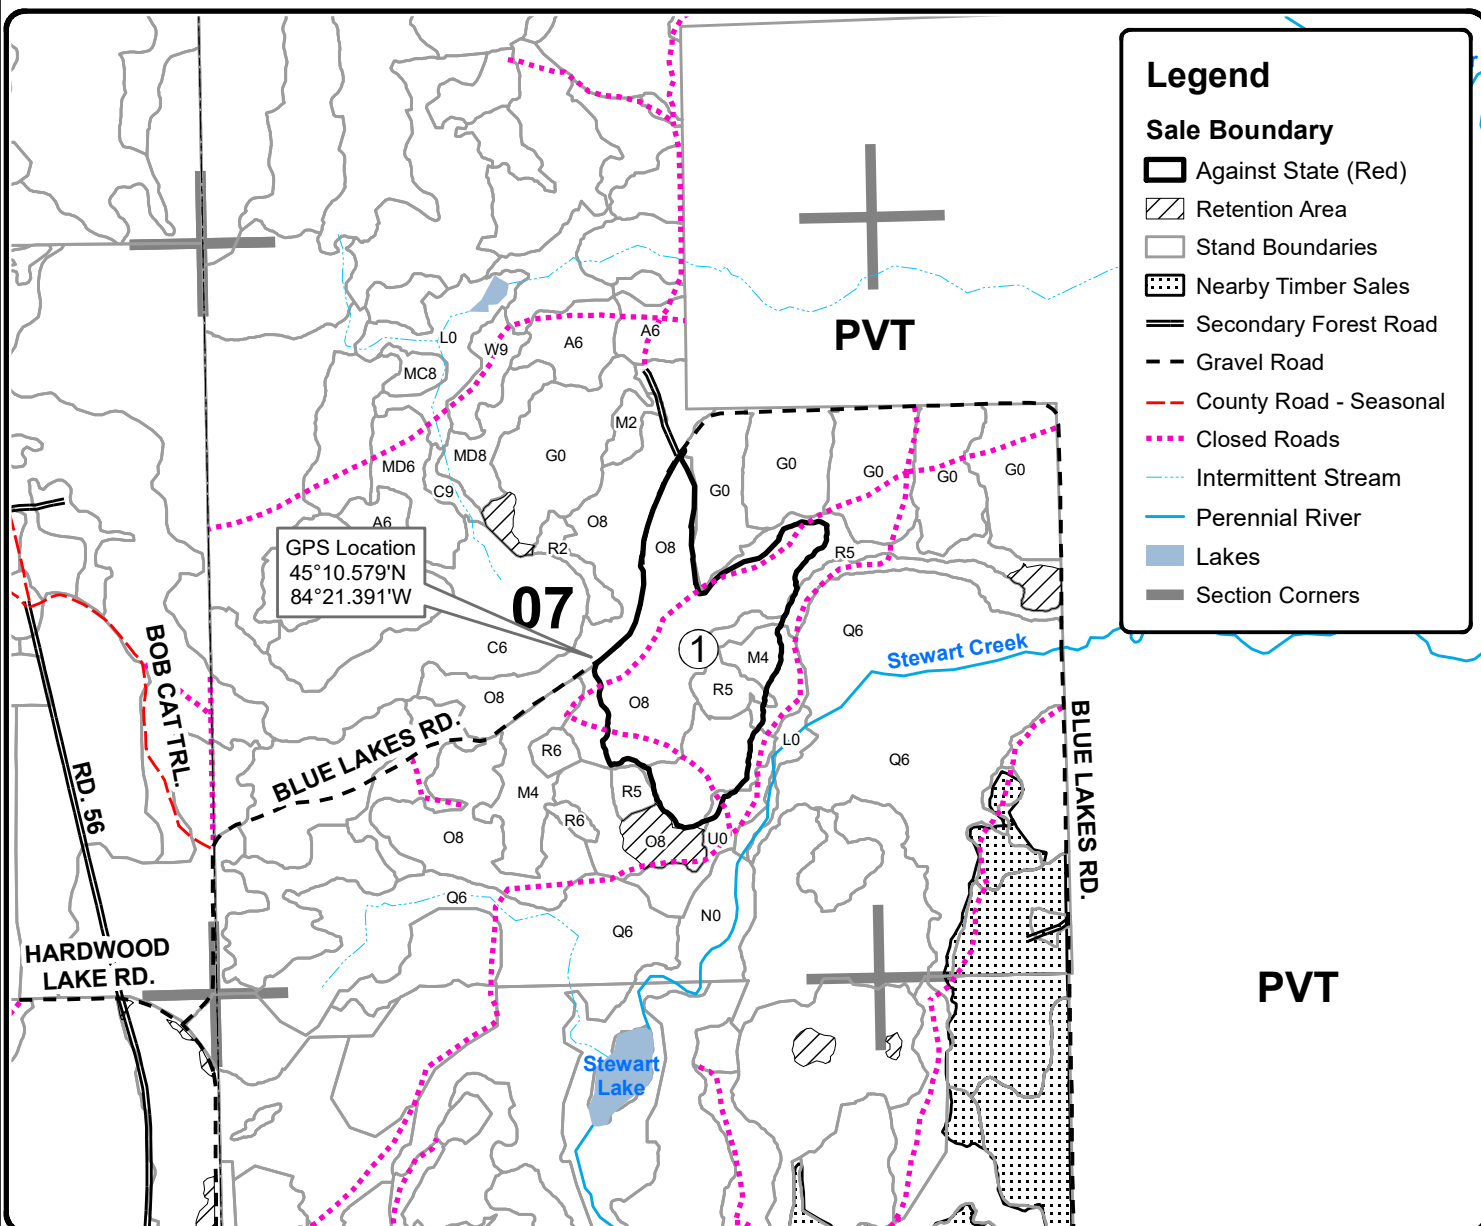 Legend
Sale Boundary
Against State (Red)
Retention Area
Stand Boundaries
Nearby Timber Sales
Secondary Forest Road
Gravel Road
County Road - Seasonal
Closed Roads
Intermittent Stream
Perennial River
Lakes
Section Corners
PVT
L0
W9
A6
A6
MC8
M2
MD6
MD8
G0
C9
G0
G0
G0
G0
G0
A6
O8
R2
O8
R5
GPS Location
45°10.579'N
84°21.391'W
07
C6
1
M4
Q6
Stewart Creek
O8
O8
R5
BOB CAT TRL.
BLUE LAKES RD.
R6
L0
Q6
BLUE LAKES RD.
RD. 56
M4
R5
R6
O8
O8
U0
Q6
Q6
N0
HARDWOOD
LAKE RD.
PVT
Stewart
Lake